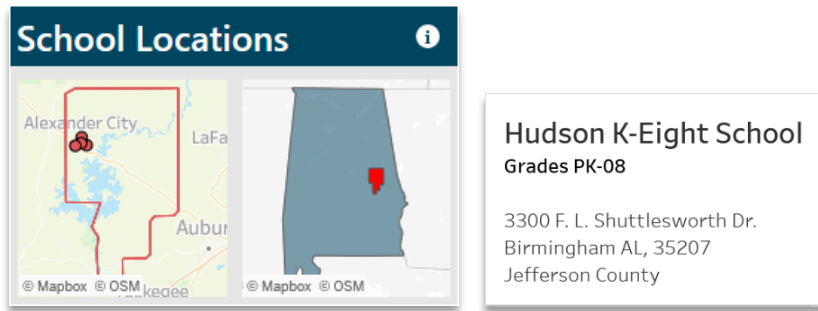 School Locations
Alexander City
LaFa
Aubur
© Mapbox © OSM
kegee
© Mapbox © OSM
Hudson K-Eight School
Grades PK-08
3300 F. L. Shuttlesworth Dr.
Birmingham AL, 35207
Jefferson County